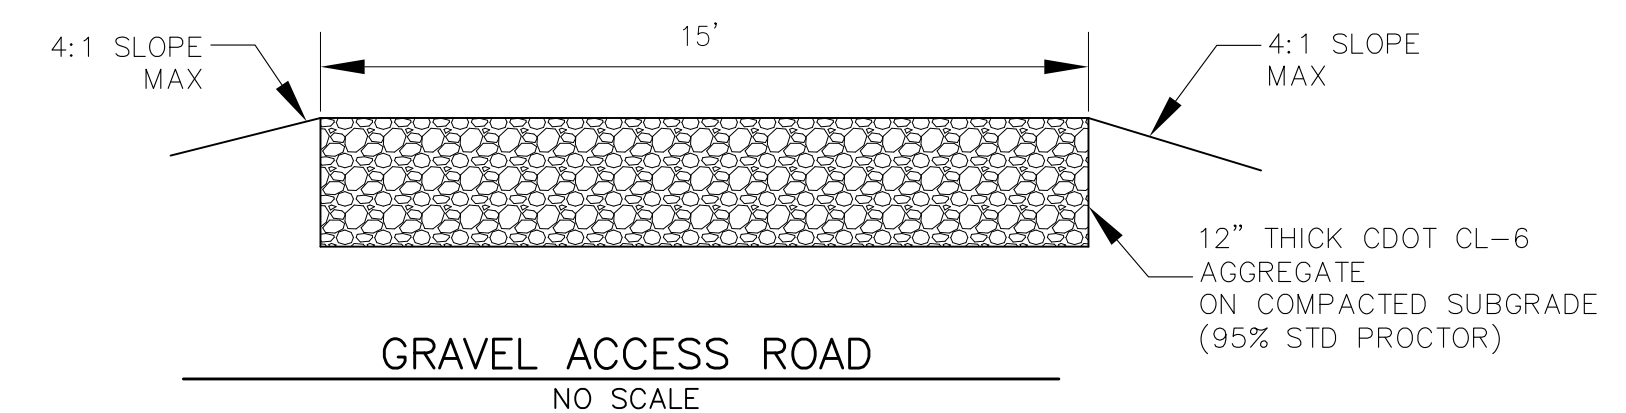 4:1 SLOPE
MAX
15'
4:1 SLOPE
MAX
12" THICK CDOT CL-6
AGGREGATE
ON COMPACTED SUBGRADE
(95% STD PROCTOR)
GRAVEL ACCESS ROAD
NO SCALE